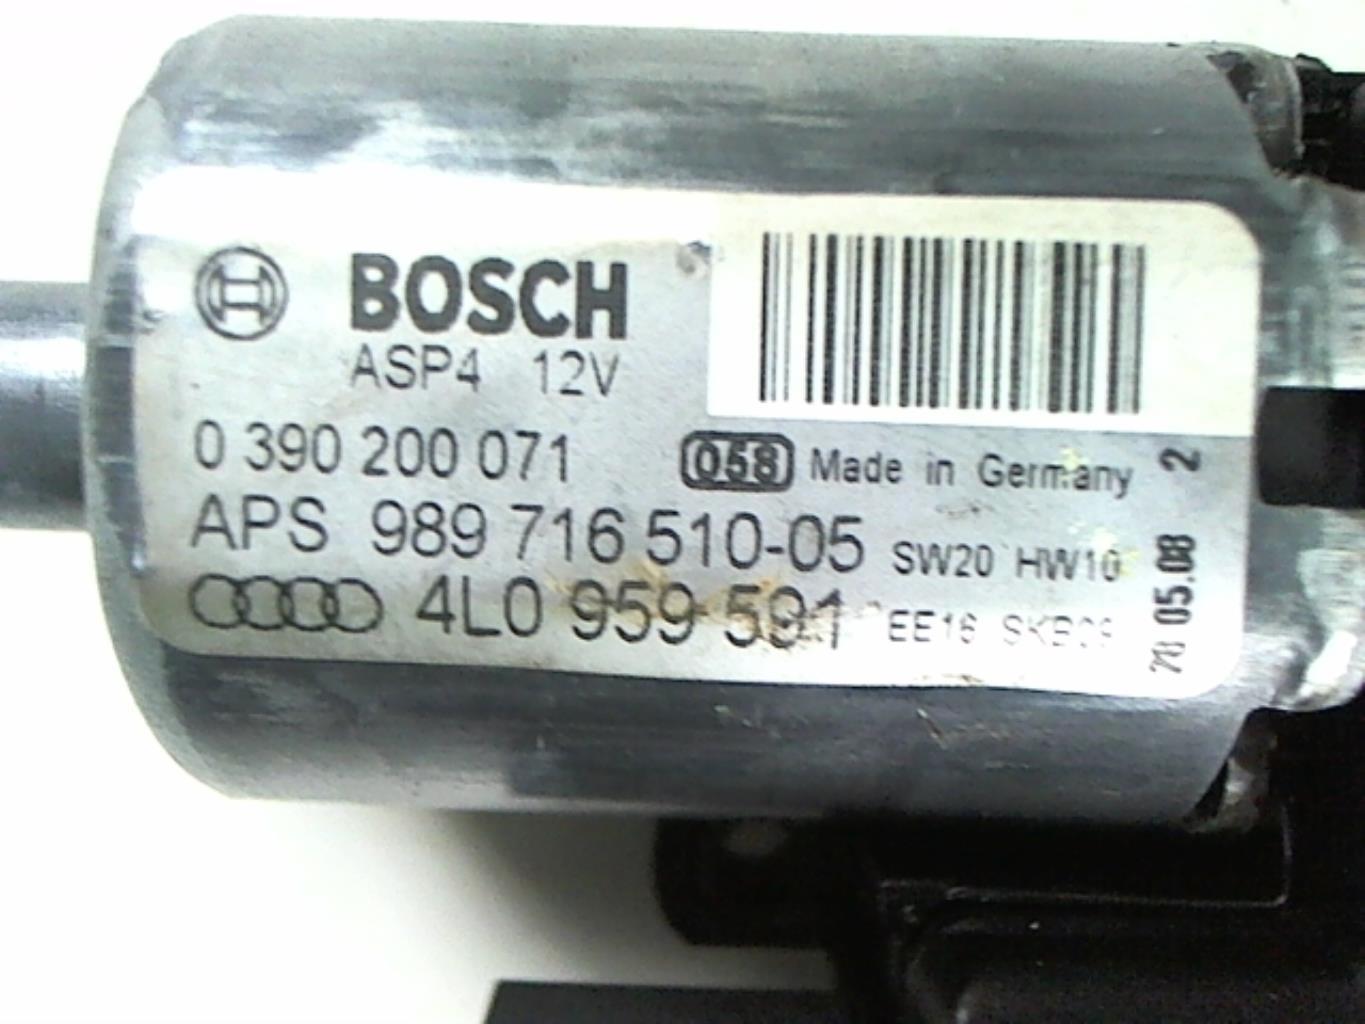 BOSCH
ASP4 12V
0 390 200 071
058 Made in Germany
APS 989 716 510-05 SW20 HW10
4L0 959 591 EE16
2
28 05.08